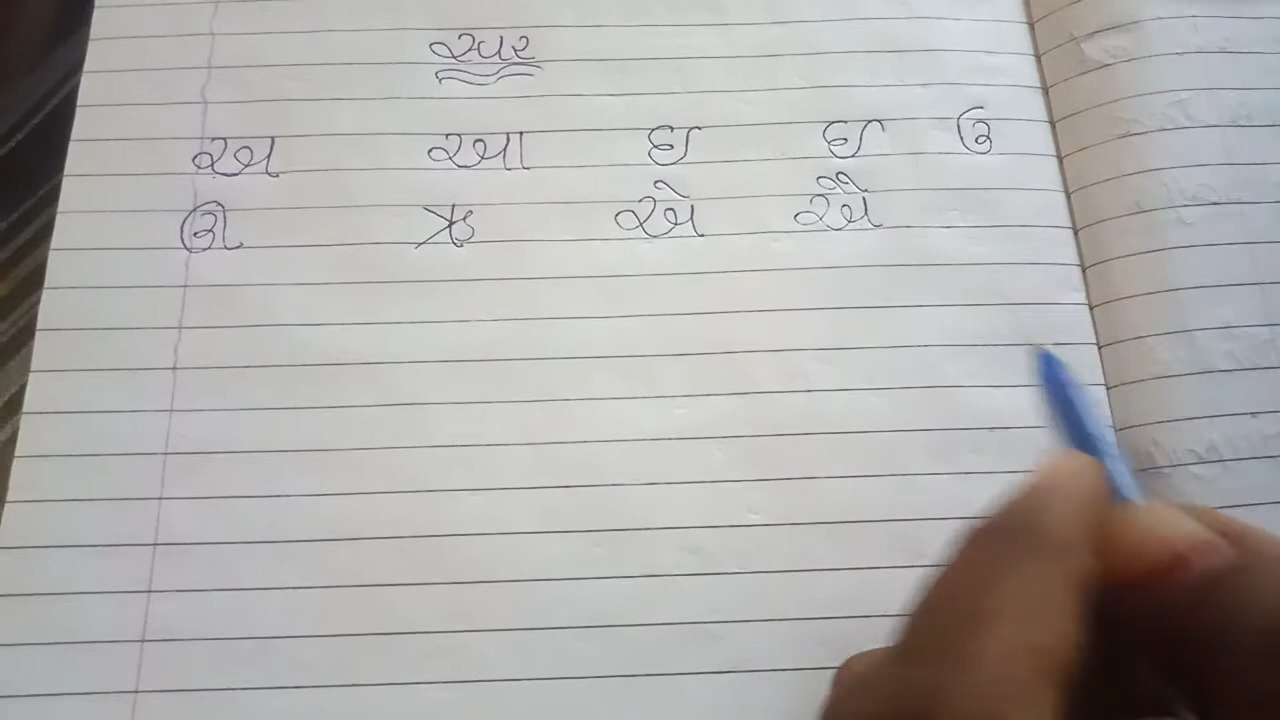 સ્વર
અ આ ઇ ઈ ઉ
ઊ ઋ એ ઐ